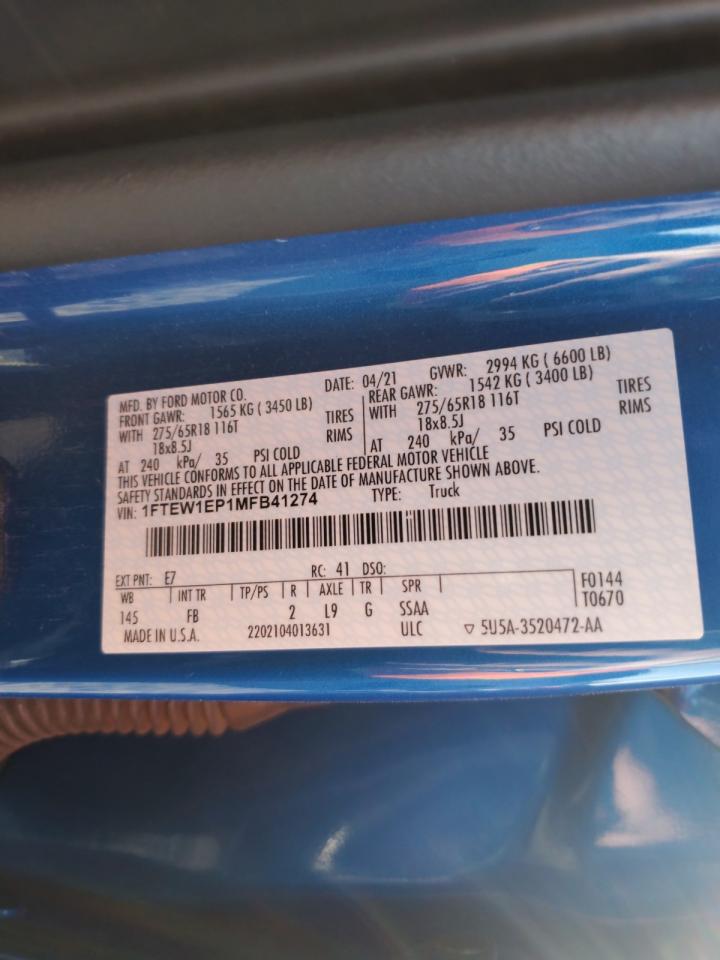 MFD. BY FORD MOTOR CO. DATE: 04/21 GVWR: 2994 KG ( 6600 LB)
FRONT GAWR: 1565 KG ( 3450 LB) REAR GAWR: 1542 KG ( 3400 LB)
WITH 275/65R18 116T TIRES WITH 275/65R18 116T TIRES
18x8.5J RIMS 18x8.5J RIMS
AT 240 kPa/ 35 PSI COLD AT 240 kPa/ 35 PSI COLD
THIS VEHICLE CONFORMS TO ALL APPLICABLE FEDERAL MOTOR VEHICLE
SAFETY STANDARDS IN EFFECT ON THE DATE OF MANUFACTURE SHOWN ABOVE.
VIN: 1FTEW1EP1MFB41274 TYPE: Truck
EXT PNT: E7 RC: 41 DSO:
WB INT TR TP/PS R AXLE TR SPR F0144
145 FB 2 L9 G SSAA T0670
MADE IN U.S.A. 2202104013631 ULC ▽ 5U5A-3520472-AA